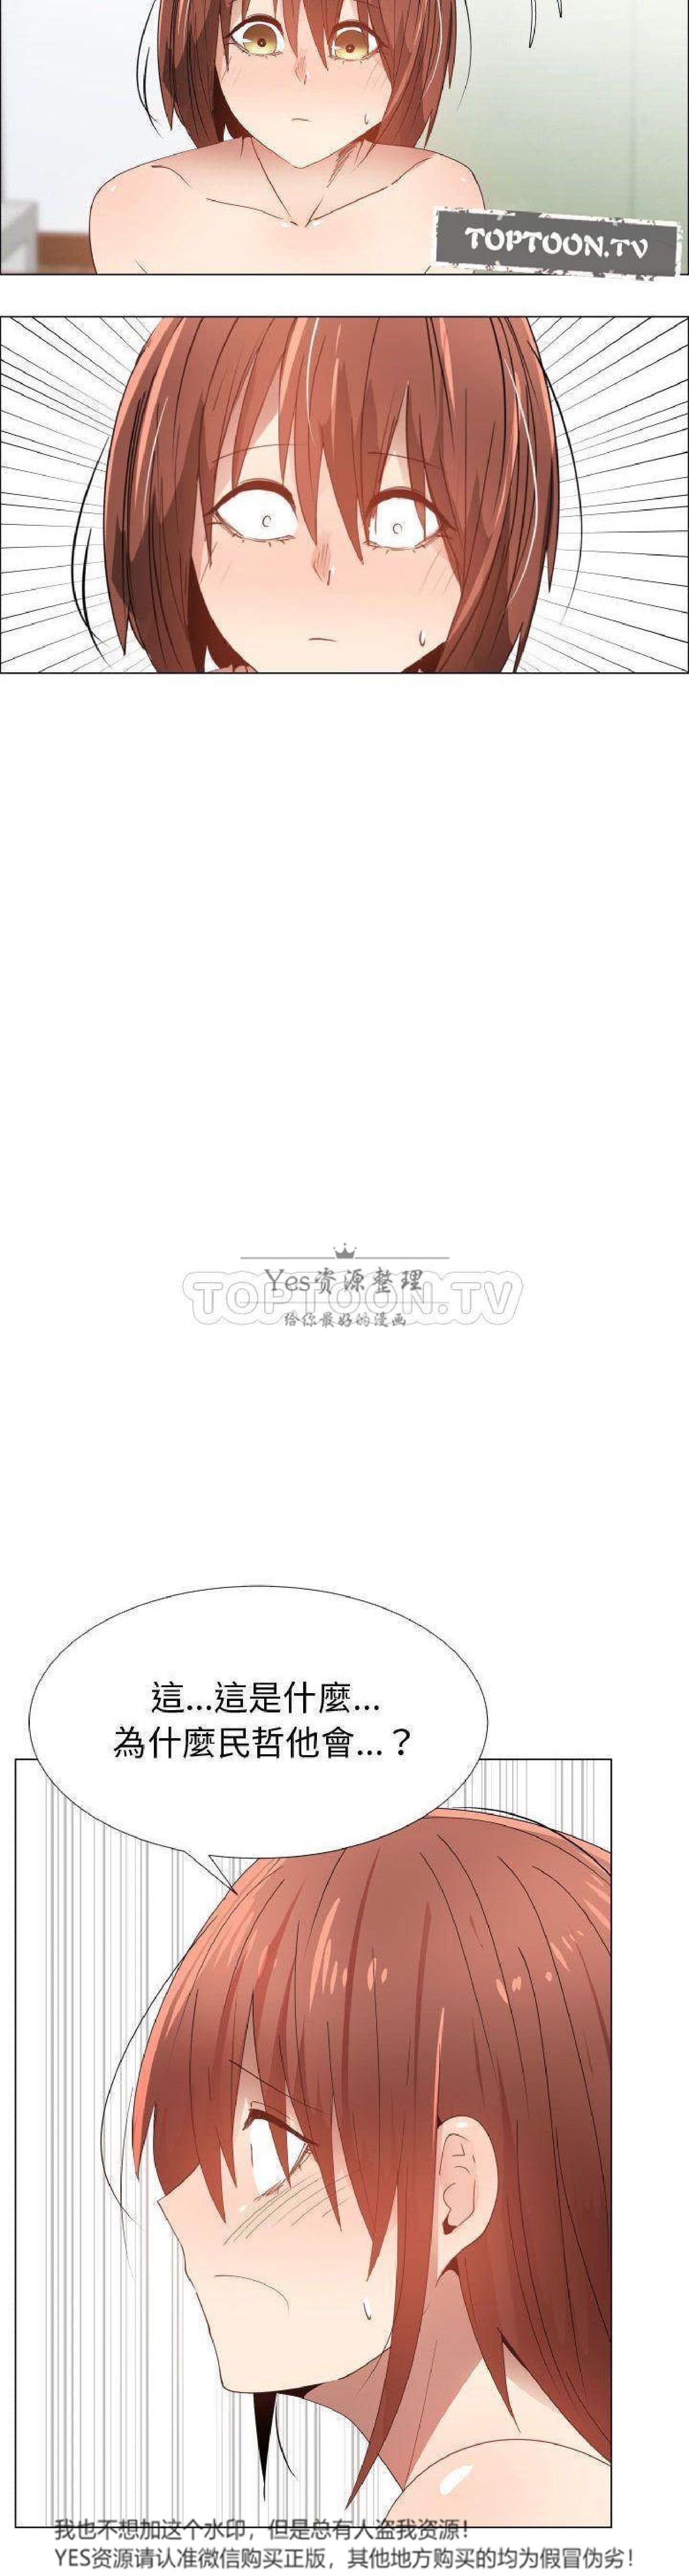 TOPTOON.TV
Yes资源整理
TOPTOON.TV
给你最好的漫画
這...這是什麼...
為什麼民哲他會...？
我也不想加这个水印，但是总有人盗我资源！
YES资源请认准微信购买正版，其他地方购买的均为假冒伪劣！